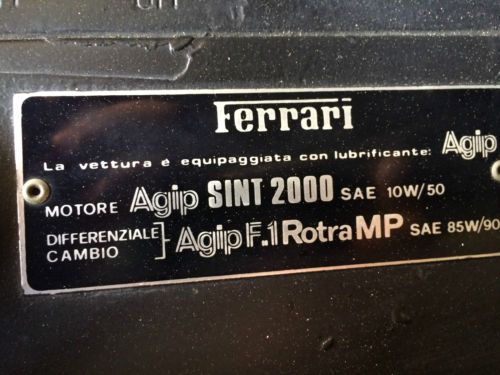 Ferrari
La vettura é equipaggiata con lubrificante: Agip
MOTORE Agip SINT 2000 SAE 10W/50
DIFFERENZIALE CAMBIO ] Agip F.1 Rotra MP SAE 85W/90